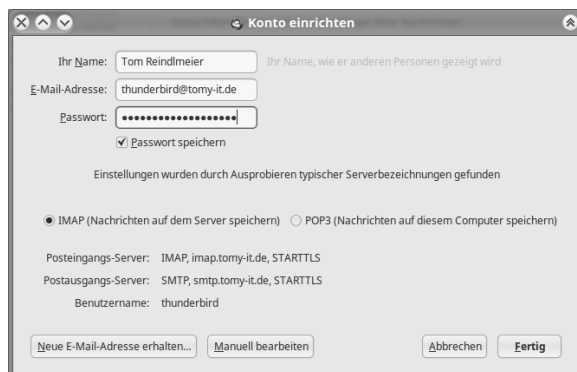 Konto einrichten
Ihr Name: Tom Reindlmeier Ihr Name, wie er anderen Personen gezeigt wird
E-Mail-Adresse: thunderbird@tomy-it.de
Passwort: •••••••••••••••••••
Passwort speichern
Einstellungen wurden durch Ausprobieren typischer Serverbezeichnungen gefunden
IMAP (Nachrichten auf dem Server speichern) POP3 (Nachrichten auf diesem Computer speichern)
Posteingangs-Server: IMAP, imap.tomy-it.de, STARTTLS
Postausgangs-Server: SMTP, smtp.tomy-it.de, STARTTLS
Benutzername: thunderbird
Neue E-Mail-Adresse erhalten... Manuell bearbeiten Abbrechen Fertig